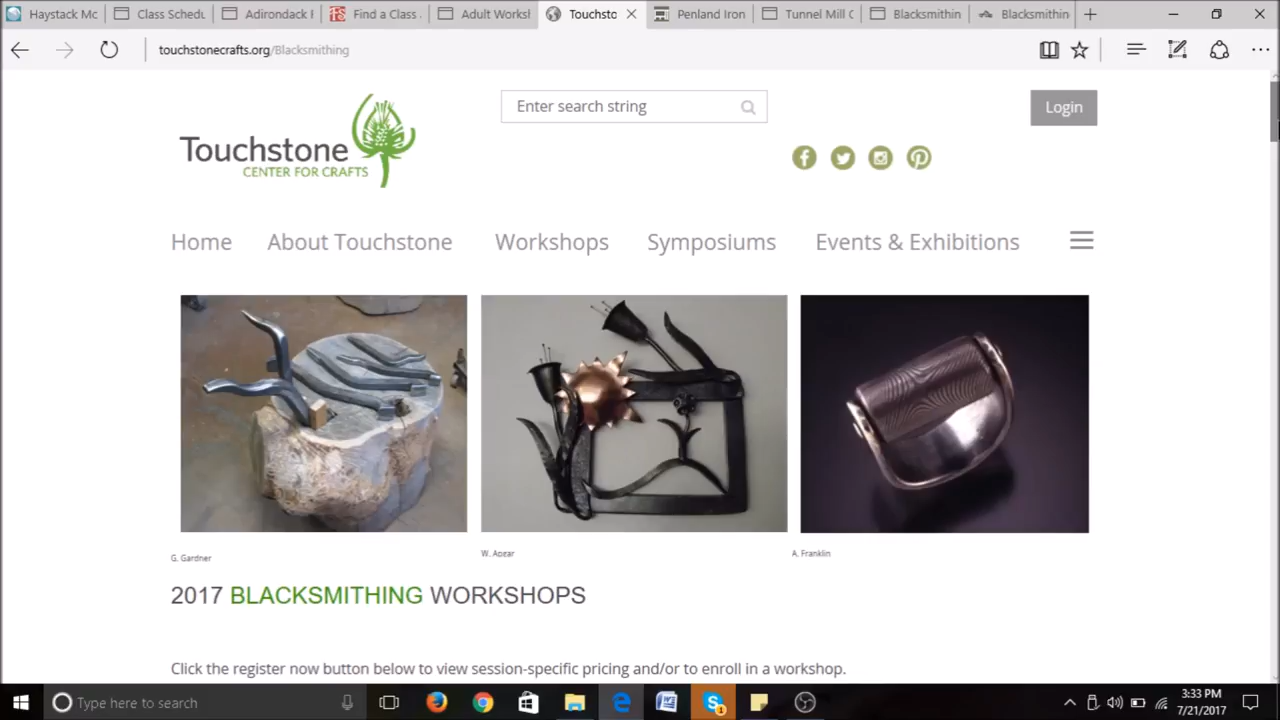 Haystack Mc
Class Schedu
Adirondack F
Find a Class
Adult Worksh
Touchsto
Penland Iron
Tunnel Mill C
Blacksmithin
Blacksmithin
touchstonecrafts.org/Blacksmithing
Enter search string
Login
Touchstone
CENTER FOR CRAFTS
Home
About Touchstone
Workshops
Symposiums
Events & Exhibitions
G. Gardner
W. Apgar
A. Franklin
2017 BLACKSMITHING WORKSHOPS
Click the register now button below to view session-specific pricing and/or to enroll in a workshop.
Type here to search
3:33 PM
7/21/2017